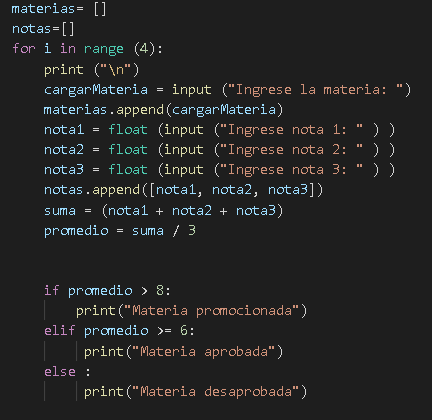 materias= []
notas=[]
for i in range (4):
    print ("\n")
    cargarMateria = input ("Ingrese la materia: ")
    materias.append(cargarMateria)
    nota1 = float (input ("Ingrese nota 1: " ) )
    nota2 = float (input ("Ingrese nota 2: " ) )
    nota3 = float (input ("Ingrese nota 3: " ) )
    notas.append([nota1, nota2, nota3])
    suma = (nota1 + nota2 + nota3)
    promedio = suma / 3
    if promedio > 8:
        print("Materia promocionada")
    elif promedio >= 6:
         print("Materia aprobada")
    else :
         print("Materia desaprobada")